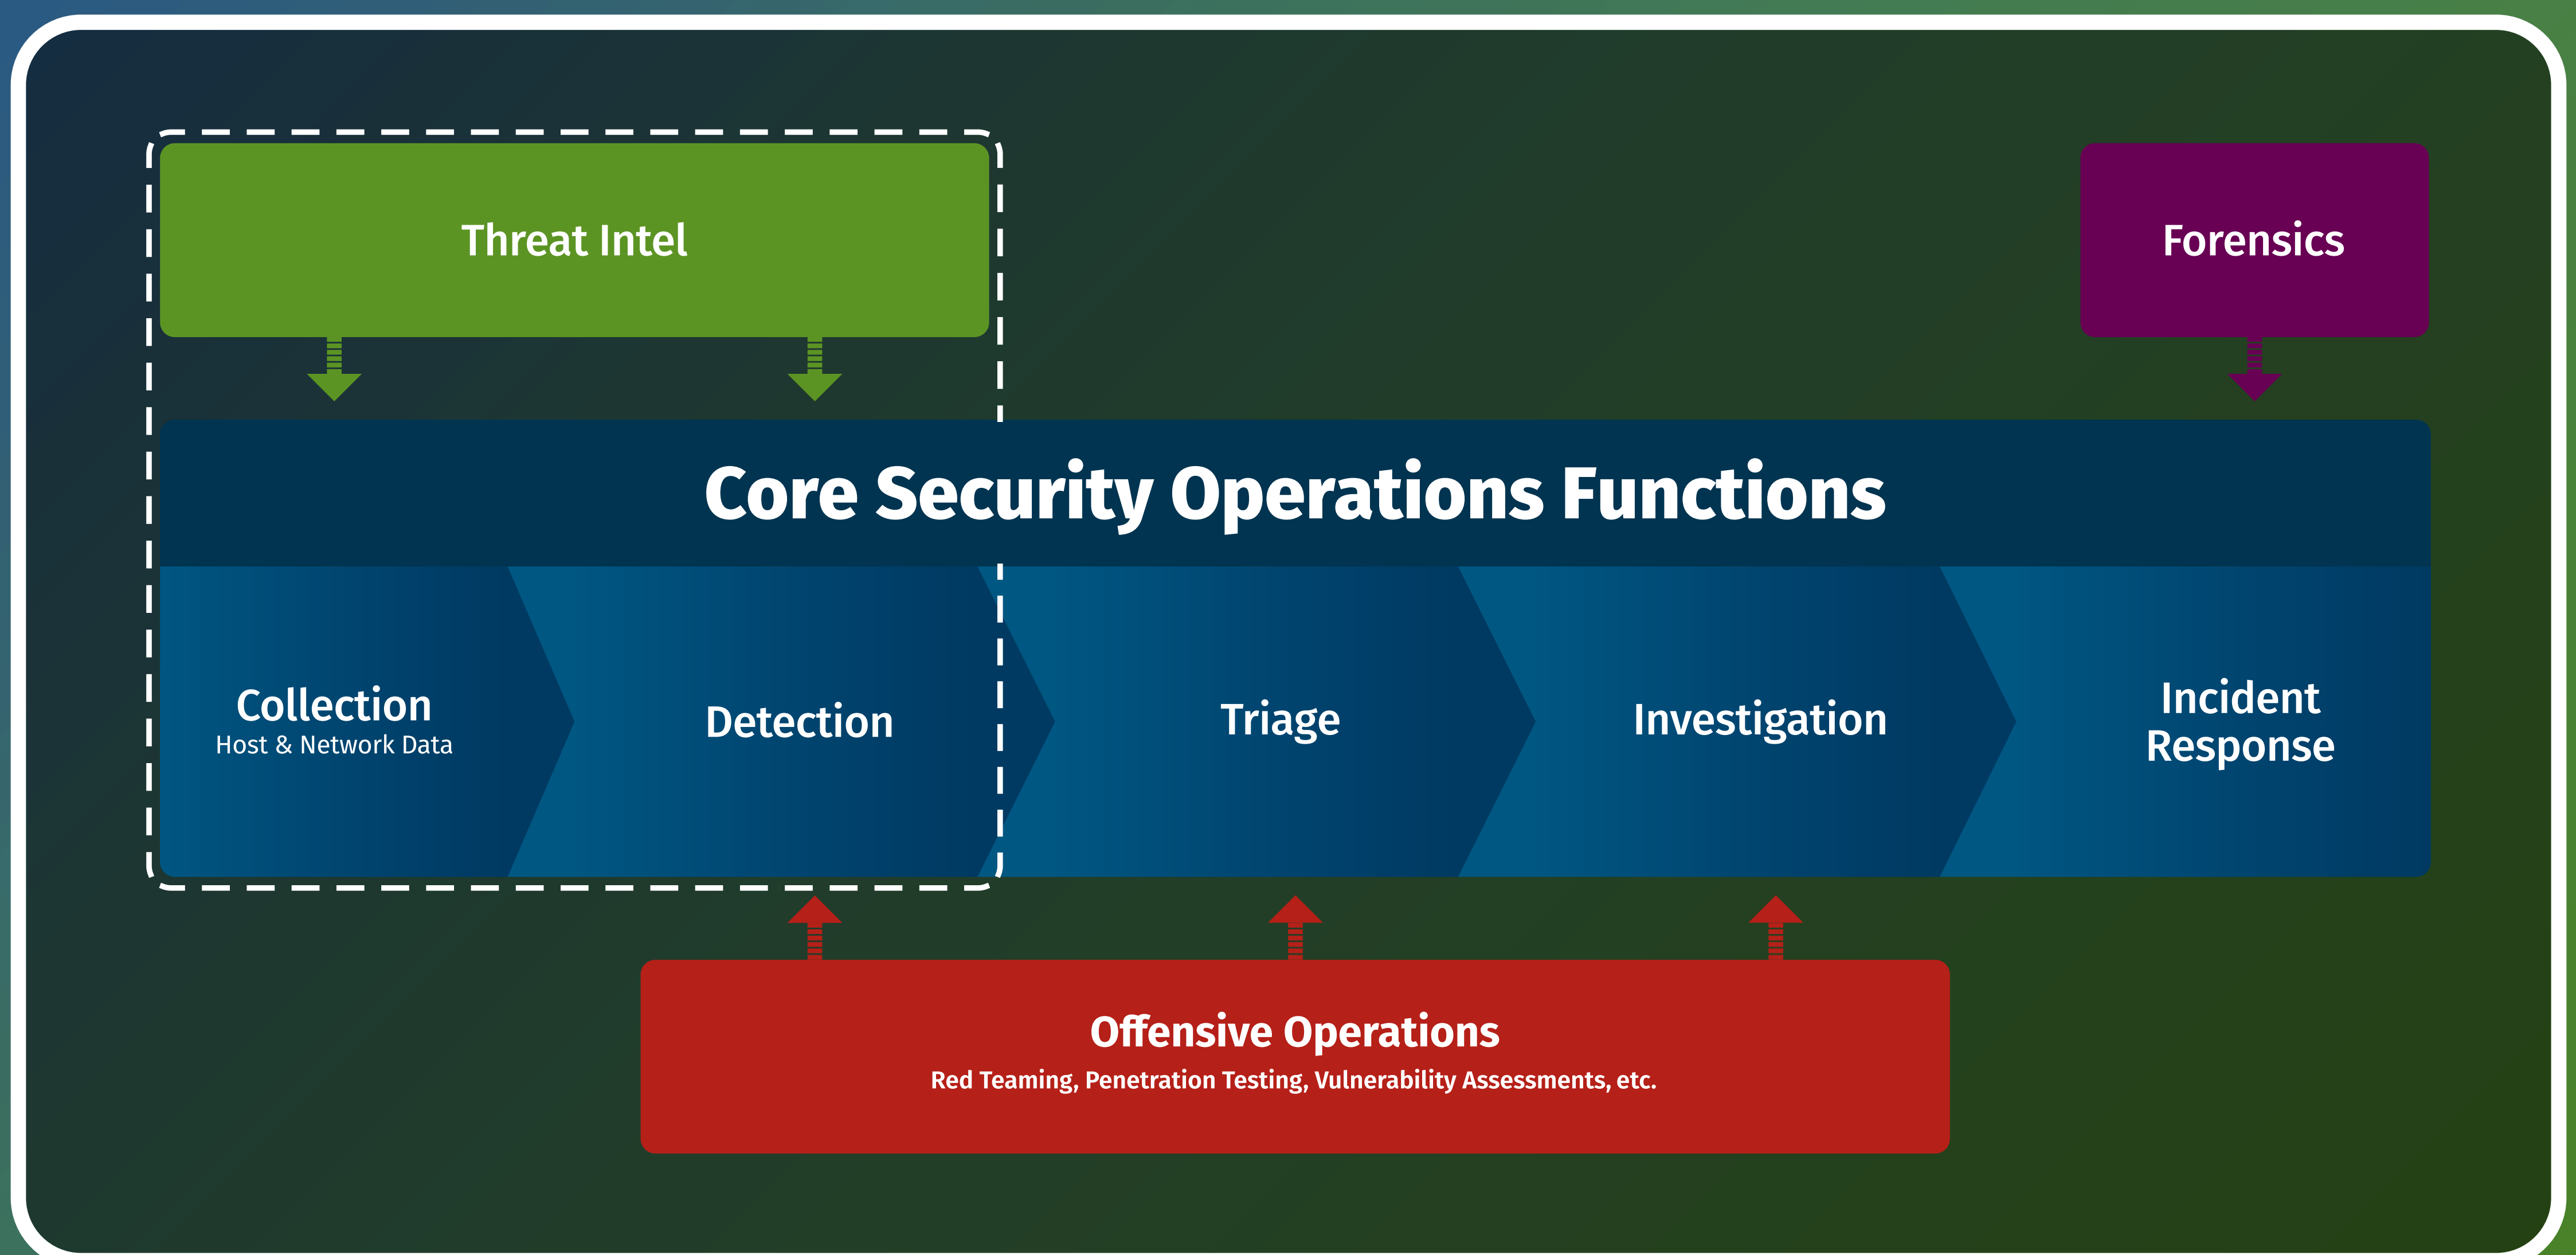 Threat Intel
Forensics
Core Security Operations Functions
Collection
Host & Network Data
Detection
Triage
Investigation
Incident
Response
Offensive Operations
Red Teaming, Penetration Testing, Vulnerability Assessments, etc.